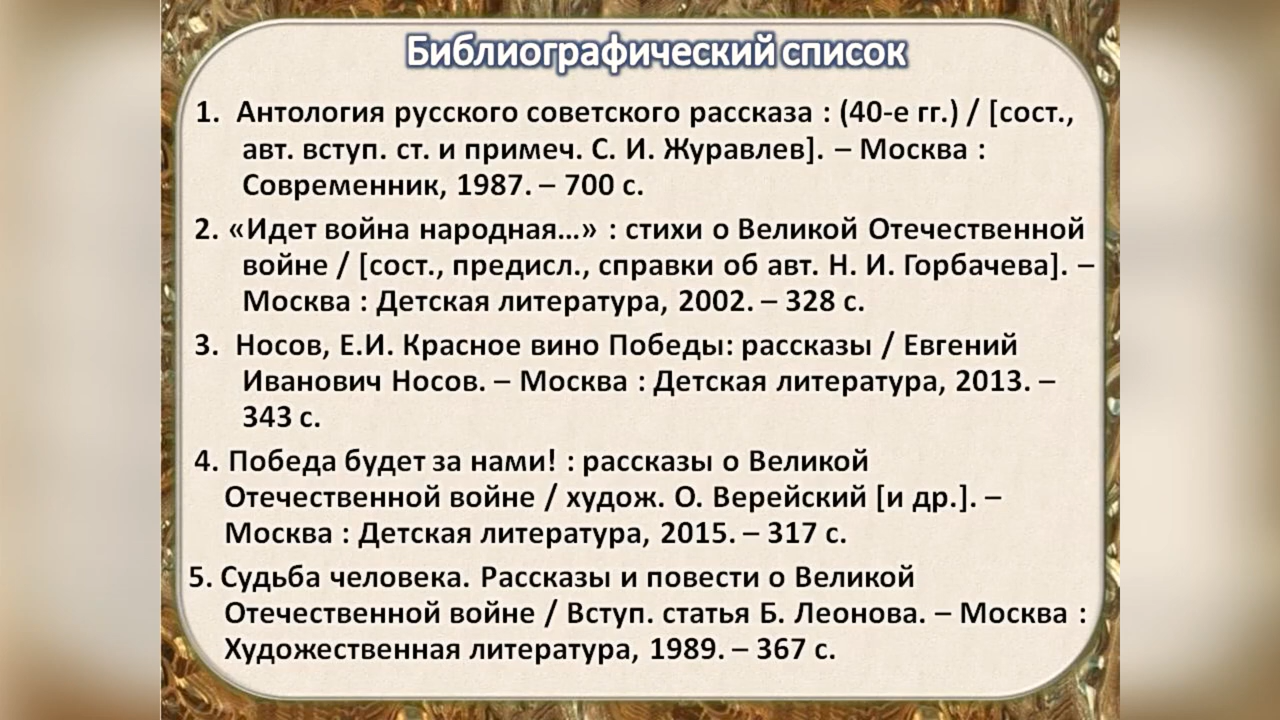 Библиографический список
1. Антология русского советского рассказа : (40-е гг.) / [сост.,
авт. вступ. ст. и примеч. С. И. Журавлев]. – Москва :
Современник, 1987. – 700 с.
2. «Идет война народная…» : стихи о Великой Отечественной
войне / [сост., предисл., справки об авт. Н. И. Горбачева]. –
Москва : Детская литература, 2002. – 328 с.
3. Носов, Е.И. Красное вино Победы: рассказы / Евгений
Иванович Носов. – Москва : Детская литература, 2013. –
343 с.
4. Победа будет за нами! : рассказы о Великой
Отечественной войне / худож. О. Верейский [и др.]. –
Москва : Детская литература, 2015. – 317 с.
5. Судьба человека. Рассказы и повести о Великой
Отечественной войне / Вступ. статья Б. Леонова. – Москва :
Художественная литература, 1989. – 367 с.